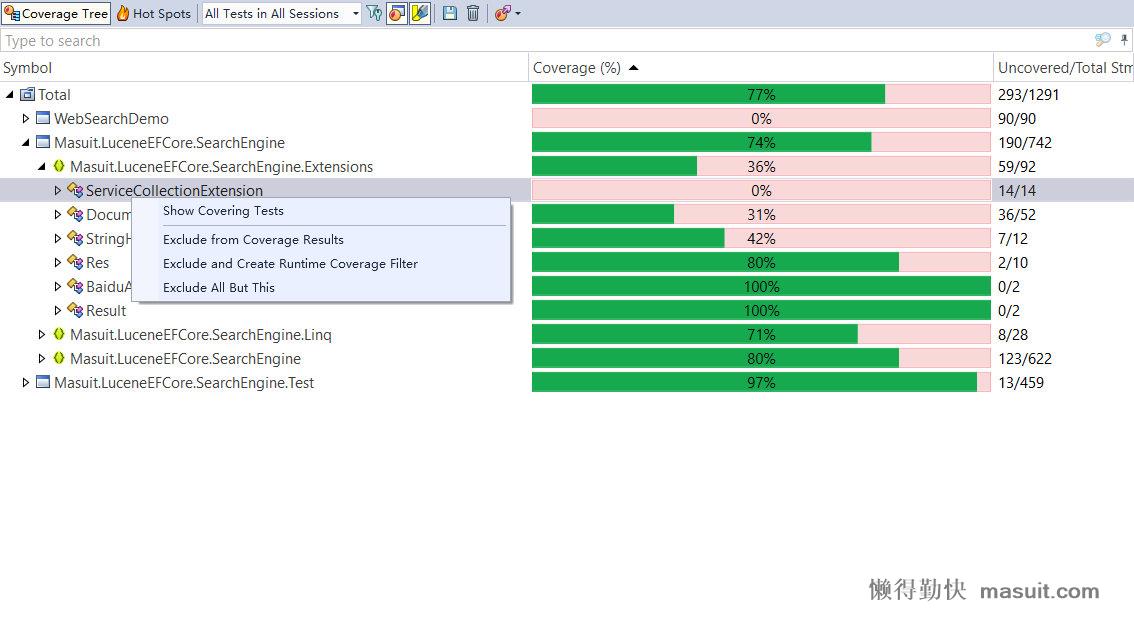 Coverage Tree Hot Spots All Tests in All Sessions
Type to search
Symbol Coverage (%) Uncovered/Total Stm
Total 77% 293/1291
WebSearchDemo 0% 90/90
Masuit.LuceneEFCore.SearchEngine 74% 190/742
Masuit.LuceneEFCore.SearchEngine.Extensions 36% 59/92
ServiceCollectionExtension 0% 14/14
Docum Show Covering Tests 31% 36/52
StringH Exclude from Coverage Results 42% 7/12
Res Exclude and Create Runtime Coverage Filter 80% 2/10
BaiduA Exclude All But This 100% 0/2
Result 100% 0/2
Masuit.LuceneEFCore.SearchEngine.Linq 71% 8/28
Masuit.LuceneEFCore.SearchEngine 80% 123/622
Masuit.LuceneEFCore.SearchEngine.Test 97% 13/459
懒得勤快 masuit.com